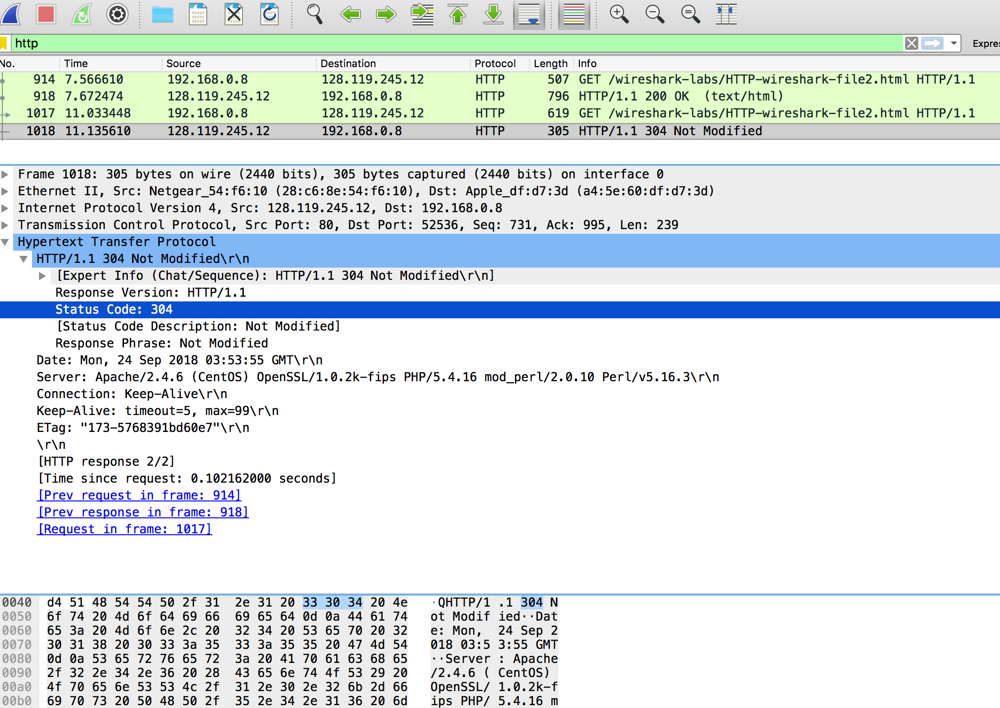 http
Expres
No. Time Source Destination Protocol Length Info
914 7.566610 192.168.0.8 128.119.245.12 HTTP 507 GET /wireshark-labs/HTTP-wireshark-file2.html HTTP/1.1
918 7.672474 128.119.245.12 192.168.0.8 HTTP 796 HTTP/1.1 200 OK (text/html)
1017 11.033448 192.168.0.8 128.119.245.12 HTTP 619 GET /wireshark-labs/HTTP-wireshark-file2.html HTTP/1.1
1018 11.135610 128.119.245.12 192.168.0.8 HTTP 305 HTTP/1.1 304 Not Modified
Frame 1018: 305 bytes on wire (2440 bits), 305 bytes captured (2440 bits) on interface 0
Ethernet II, Src: Netgear_54:f6:10 (28:c6:8e:54:f6:10), Dst: Apple_df:d7:3d (a4:5e:60:df:d7:3d)
Internet Protocol Version 4, Src: 128.119.245.12, Dst: 192.168.0.8
Transmission Control Protocol, Src Port: 80, Dst Port: 52536, Seq: 731, Ack: 995, Len: 239
Hypertext Transfer Protocol
HTTP/1.1 304 Not Modified\r\n
[Expert Info (Chat/Sequence): HTTP/1.1 304 Not Modified\r\n]
Response Version: HTTP/1.1
Status Code: 304
[Status Code Description: Not Modified]
Response Phrase: Not Modified
Date: Mon, 24 Sep 2018 03:53:55 GMT\r\n
Server: Apache/2.4.6 (CentOS) OpenSSL/1.0.2k-fips PHP/5.4.16 mod_perl/2.0.10 Perl/v5.16.3\r\n
Connection: Keep-Alive\r\n
Keep-Alive: timeout=5, max=99\r\n
ETag: "173-5768391bd60e7"\r\n
\r\n
[HTTP response 2/2]
[Time since request: 0.102162000 seconds]
[Prev request in frame: 914]
[Prev response in frame: 918]
[Request in frame: 1017]
0040 d4 51 48 54 54 50 2f 31 2e 31 20 33 30 34 20 4e ·QHTTP/1 .1 304 N
0050 6f 74 20 4d 6f 64 69 66 69 65 64 0d 0a 44 61 74 ot Modif ied··Dat
0060 65 3a 20 4d 6f 6e 2c 20 32 34 20 53 65 70 20 32 e: Mon, 24 Sep 2
0070 30 31 38 20 30 33 3a 35 33 3a 35 35 20 47 4d 54 018 03:5 3:55 GMT
0080 0d 0a 53 65 72 76 65 72 3a 20 41 70 61 63 68 65 ··Server : Apache
0090 2f 32 2e 34 2e 36 20 28 43 65 6e 74 4f 53 29 20 /2.4.6 ( CentOS)
00a0 4f 70 65 6e 53 53 4c 2f 31 2e 30 2e 32 6b 2d 66 OpenSSL/ 1.0.2k-f
00b0 69 70 73 20 50 48 50 2f 35 2e 34 2e 31 36 20 6d ips PHP/ 5.4.16 m